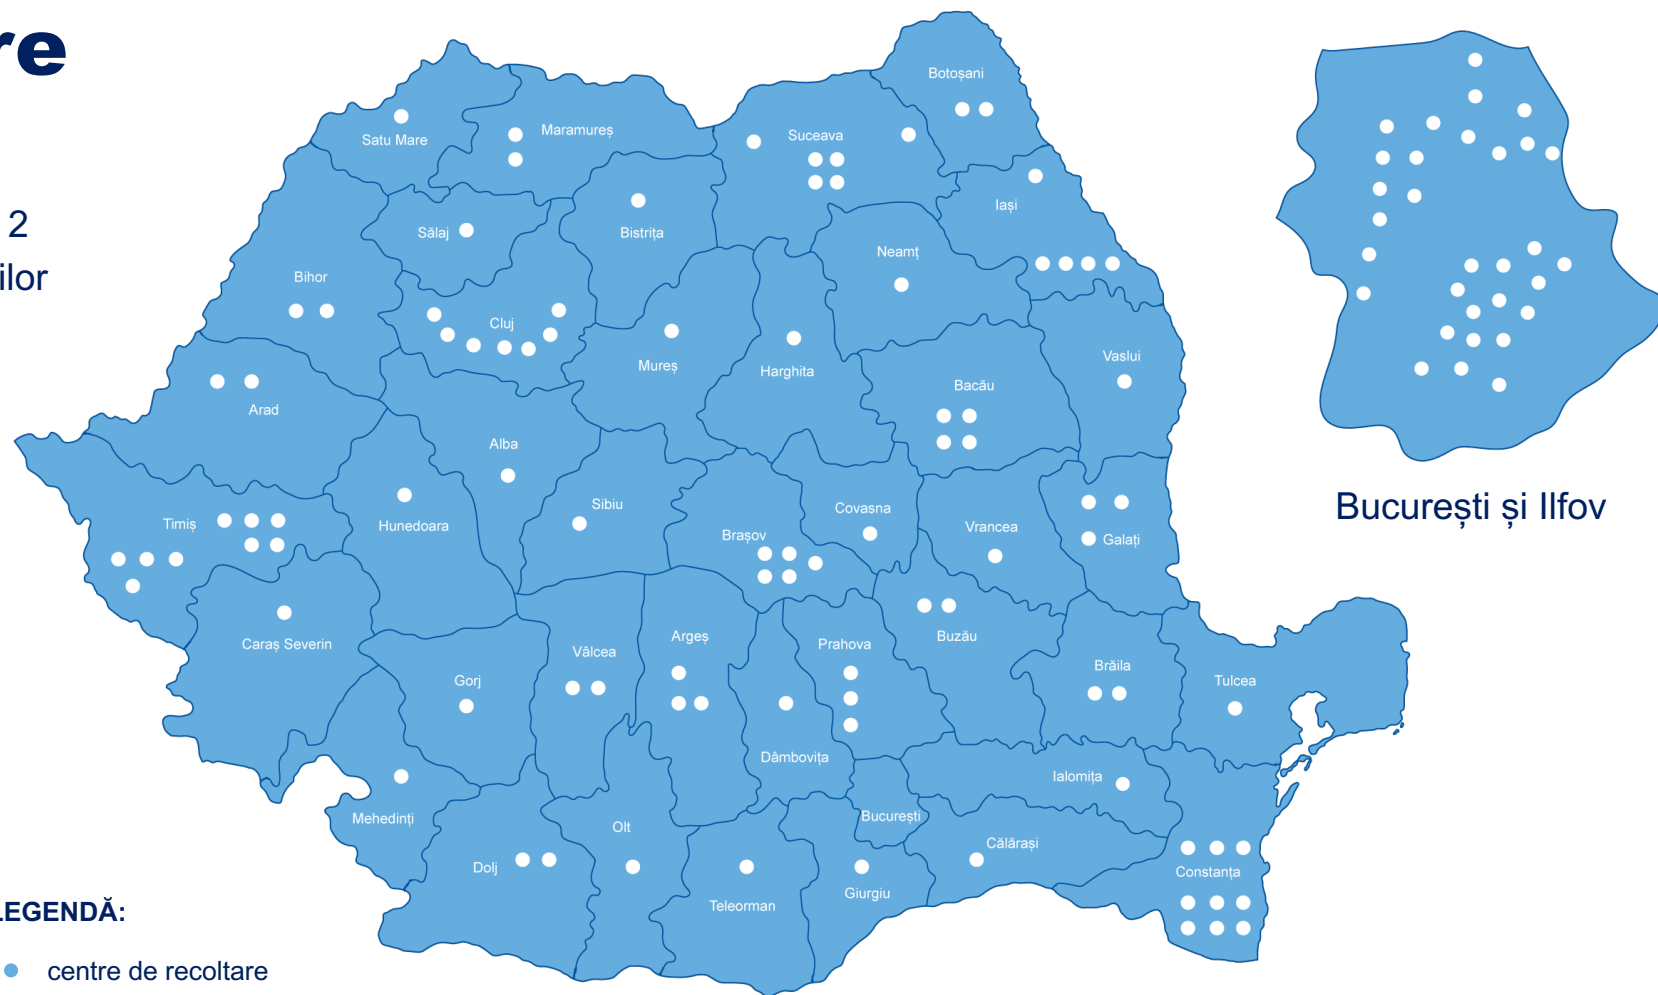 re
2
ilor
Botoșani
Satu Mare
Maramureș
Suceava
Iași
Sălaj
Bistrița
Neamț
Bihor
Cluj
Mureș
Harghita
Vaslui
Bacău
Arad
Alba
Sibiu
Covasna
Timiș
Hunedoara
Brașov
Vrancea
Galați
București și Ilfov
Caraș Severin
Vâlcea
Argeș
Prahova
Buzău
Brăila
Gorj
Tulcea
Dâmbovița
Ialomița
Mehedinți
Olt
București
Călărași
Dolj
Constanța
Giurgiu
Teleorman
LEGENDĂ:
centre de recoltare